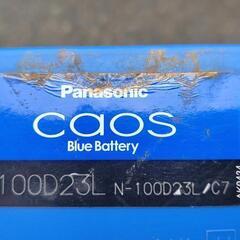 Panasonic
caos
Blue Battery
100D23L N-100D23L/C7